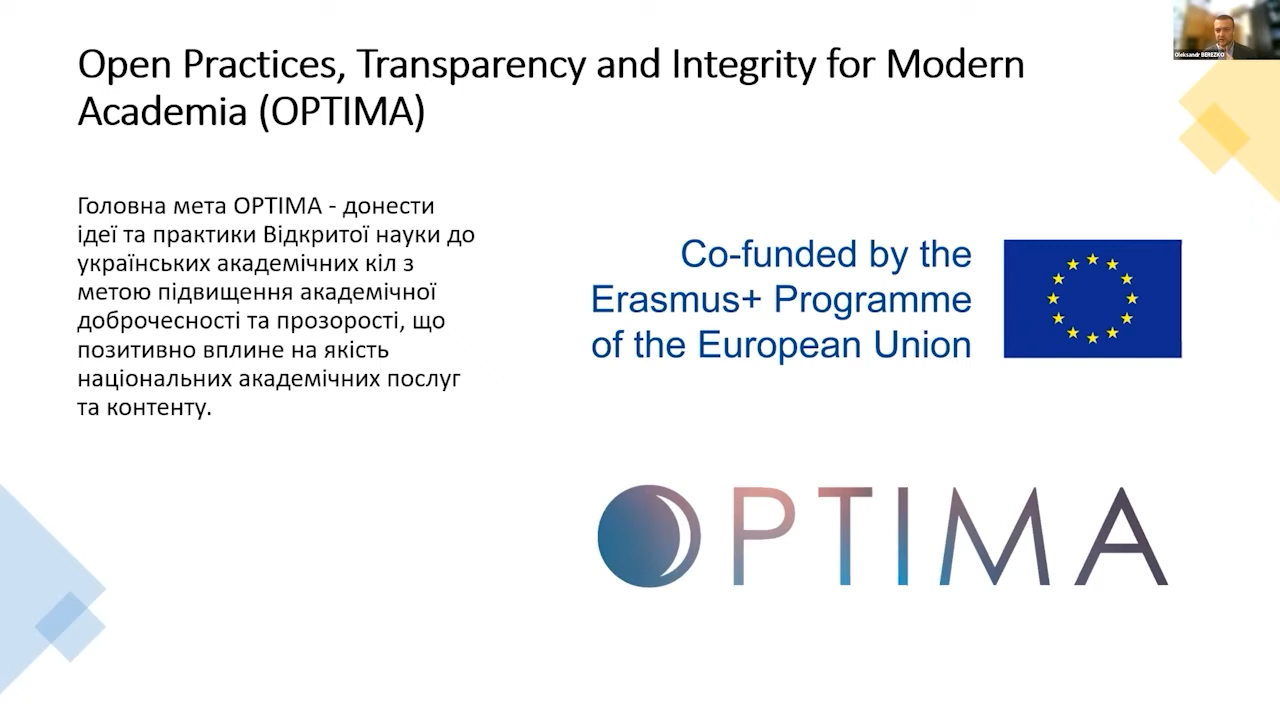 Open Practices, Transparency and Integrity for Modern
Academia (OPTIMA)
Oleksandr BEREZKO
Головна мета OPTIMA - донести
ідеї та практики Відкритої науки до
українських академічних кіл з
метою підвищення академічної
доброчесності та прозорості, що
позитивно вплине на якість
національних академічних послуг
та контенту.
Co-funded by the
Erasmus+ Programme
of the European Union
OPTIMA